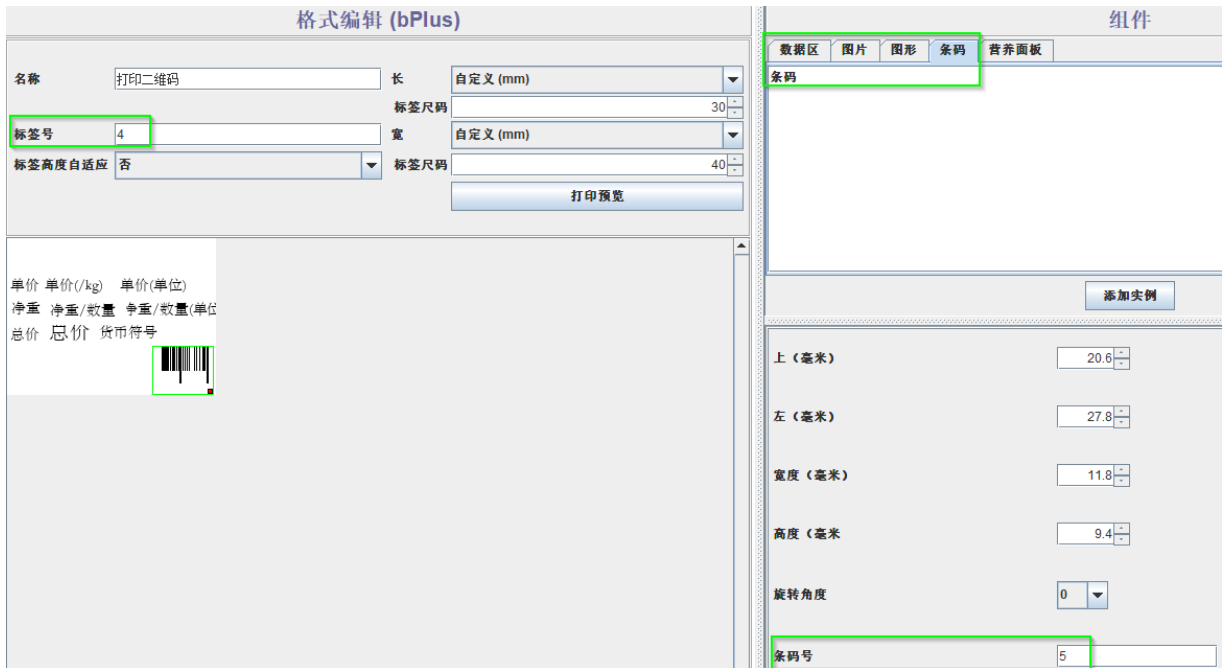 格式编辑 (bPlus)
名称 打印二维码 长 自定义 (mm)
标签尺码 30
标签号 4 宽 自定义 (mm)
标签高度自适应 否 标签尺码 40
打印预览
单价 单价(/kg) 单价(单位)
净重 净重/数量 净重/数量(单位
总价 总价 货币符号
组件
数据区 图片 图形 条码 营养面板
条码
添加实例
上（毫米） 20.6
左（毫米） 27.8
宽度（毫米） 11.8
高度（毫米 9.4
旋转角度 0
条码号 5